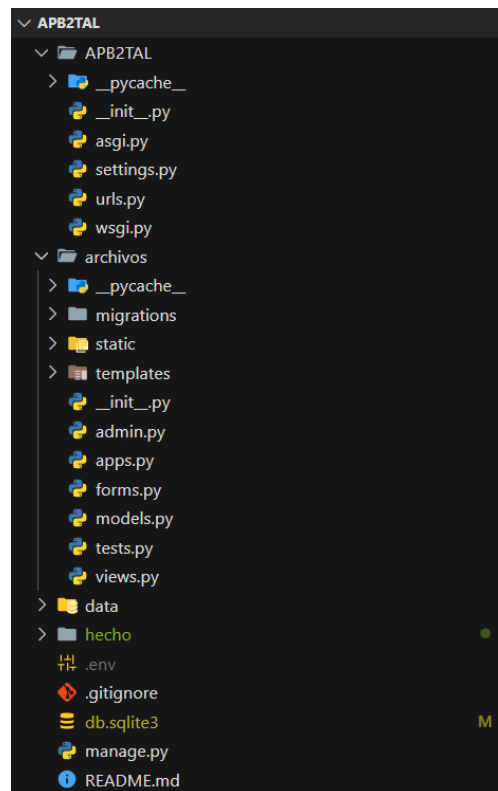 APB2TAL
APB2TAL
__pycache__
__init__.py
asgi.py
settings.py
urls.py
wsgi.py
archivos
__pycache__
migrations
static
templates
__init__.py
admin.py
apps.py
forms.py
models.py
tests.py
views.py
data
hecho
.env
.gitignore
db.sqlite3 M
manage.py
README.md